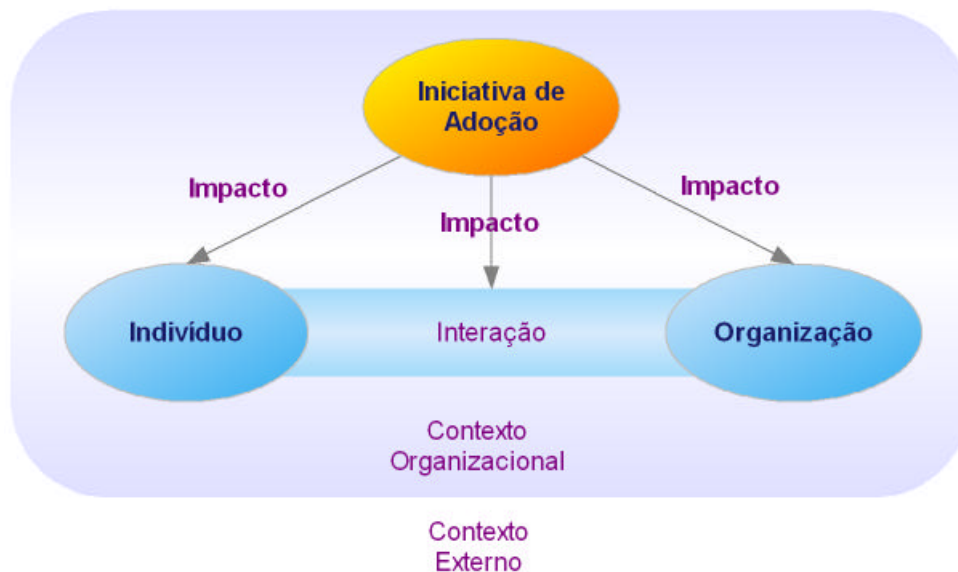 Iniciativa de
Adoção
Impacto
Impacto
Impacto
Indivíduo
Interação
Organização
Contexto
Organizacional
Contexto
Externo